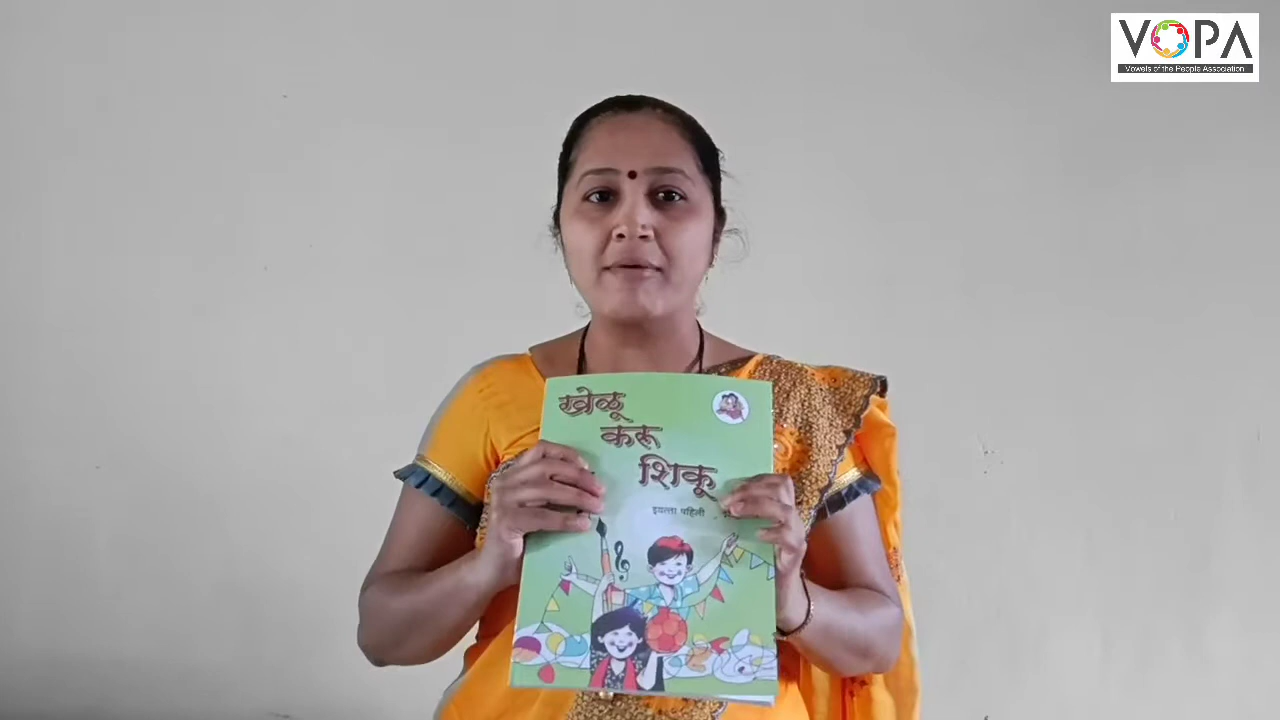 VOPA
Vowels of the People Association
खेळू
करू
शिकू
इयत्ता पहिली